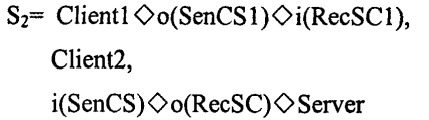 S₂= Client1◇o(SenCS1)◇i(RecSC1),
Client2,
i(SenCS)◇o(RecSC)◇Server